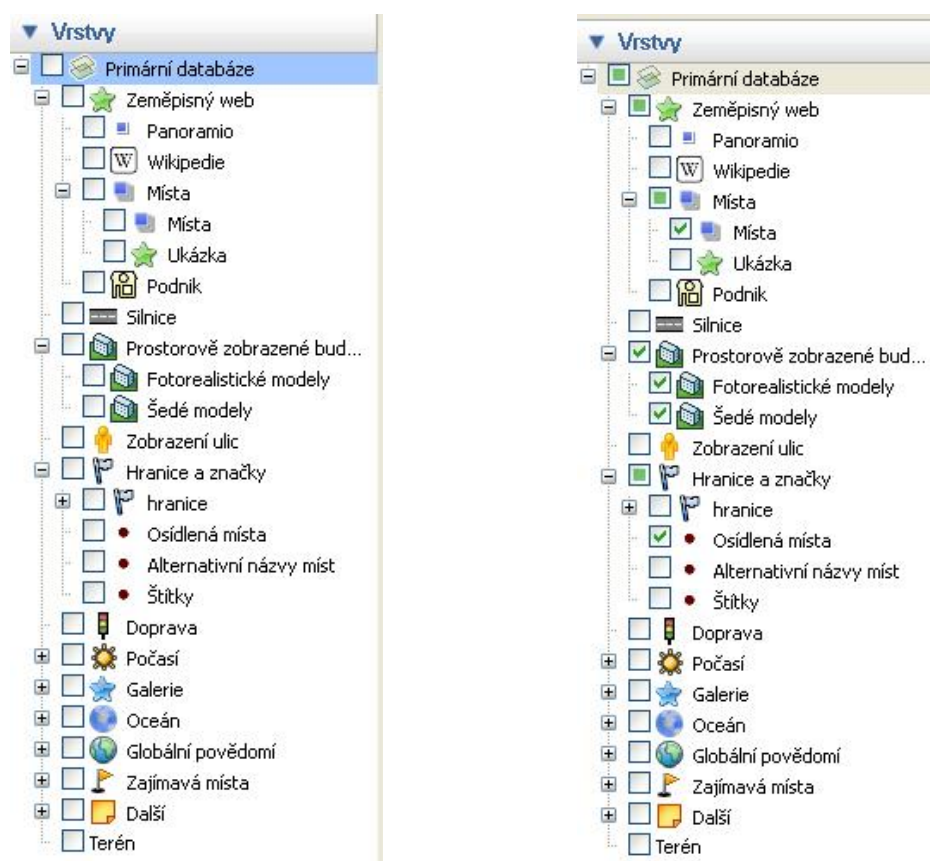 Vrstvy
Primární databáze
Zeměpisný web
Panoramio
W Wikipedie
Místa
Místa
Ukázka
Podnik
Silnice
Prostorově zobrazené bud...
Fotorealistické modely
Šedé modely
Zobrazení ulic
Hranice a značky
hranice
Osídlená místa
Alternativní názvy míst
Štítky
Doprava
Počasí
Galerie
Oceán
Globální povědomí
Zajímavá místa
Další
Terén
Vrstvy
Primární databáze
Zeměpisný web
Panoramio
W Wikipedie
Místa
Místa
Ukázka
Podnik
Silnice
Prostorově zobrazené bud...
Fotorealistické modely
Šedé modely
Zobrazení ulic
Hranice a značky
hranice
Osídlená místa
Alternativní názvy míst
Štítky
Doprava
Počasí
Galerie
Oceán
Globální povědomí
Zajímavá místa
Další
Terén